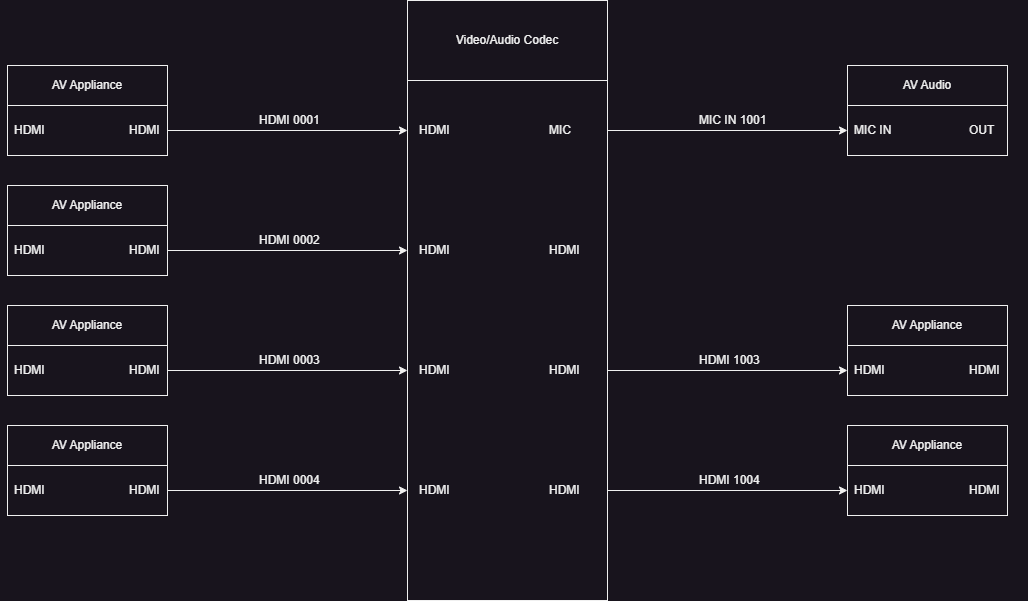 Video/Audio Codec
AV Appliance
AV Audio
HDMI HDMI
HDMI 0001
HDMI MIC
MIC IN 1001
MIC IN OUT
AV Appliance
HDMI HDMI
HDMI 0002
HDMI HDMI
AV Appliance
AV Appliance
HDMI HDMI
HDMI 0003
HDMI HDMI
HDMI 1003
HDMI HDMI
AV Appliance
AV Appliance
HDMI HDMI
HDMI 0004
HDMI HDMI
HDMI 1004
HDMI HDMI